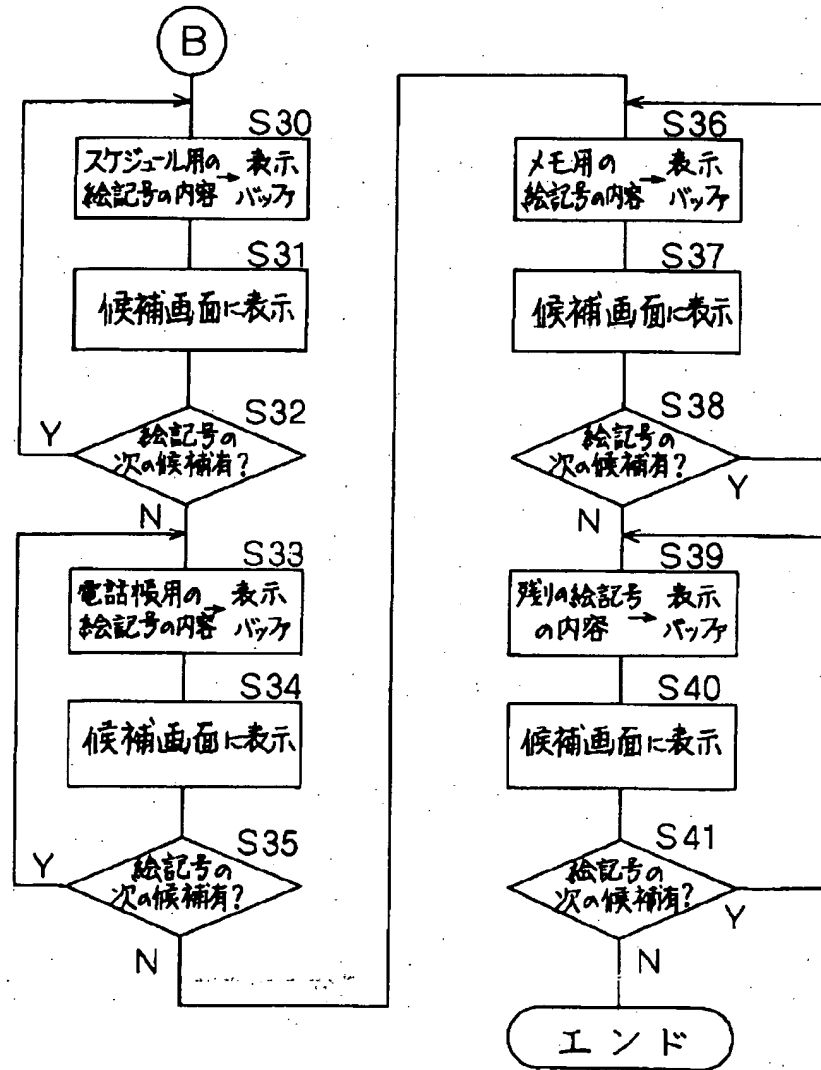 B
S30
スケジュール用の
絵記号の内容
→
表示
バッファ
S31
候補画面に表示
S32
絵記号の
次の候補有?
Y
N
S33
電話帳用の
絵記号の内容
→
表示
バッファ
S34
候補画面に表示
S35
絵記号の
次の候補有?
Y
N
S36
メモ用の
絵記号の内容
→
表示
バッファ
S37
候補画面に表示
S38
絵記号の
次の候補有?
Y
N
S39
残りの絵記号
の内容
→
表示
バッファ
S40
候補画面に表示
S41
絵記号の
次の候補有?
Y
N
エンド